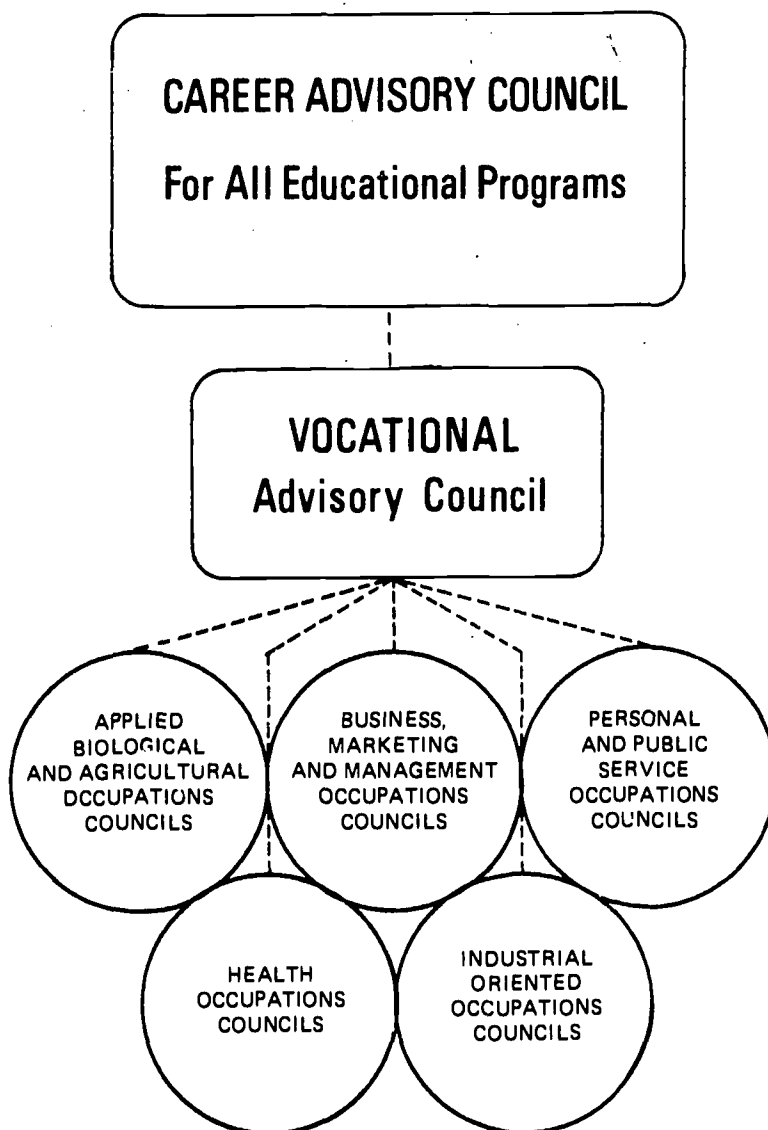 CAREER ADVISORY COUNCIL
For All Educational Programs
VOCATIONAL
Advisory Council
APPLIED
BIOLOGICAL
AND AGRICULTURAL
OCCUPATIONS
COUNCILS
BUSINESS,
MARKETING
AND MANAGEMENT
OCCUPATIONS
COUNCILS
PERSONAL
AND PUBLIC
SERVICE
OCCUPATIONS
COUNCILS
HEALTH
OCCUPATIONS
COUNCILS
INDUSTRIAL
ORIENTED
OCCUPATIONS
COUNCILS